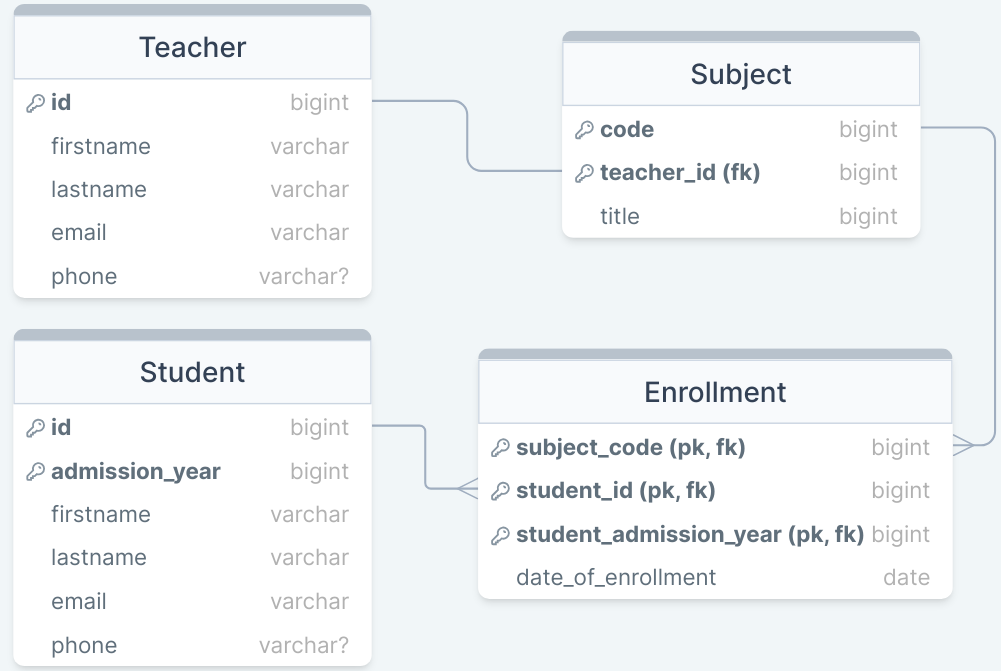 Teacher
id bigint
firstname varchar
lastname varchar
email varchar
phone varchar?
Subject
code bigint
teacher_id (fk) bigint
title bigint
Student
id bigint
admission_year bigint
firstname varchar
lastname varchar
email varchar
phone varchar?
Enrollment
subject_code (pk, fk) bigint
student_id (pk, fk) bigint
student_admission_year (pk, fk) bigint
date_of_enrollment date